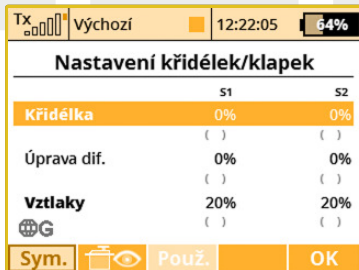 Tx Výchozí 12:22:05 64%
Nastavení křidélek/klapek
S1 S2
Křidélka 0% 0%
( ) ( )
Úprava dif. 0% 0%
( ) ( )
Vztlaky 20% 20%
G ( ) ( )
Sym. Použ. OK